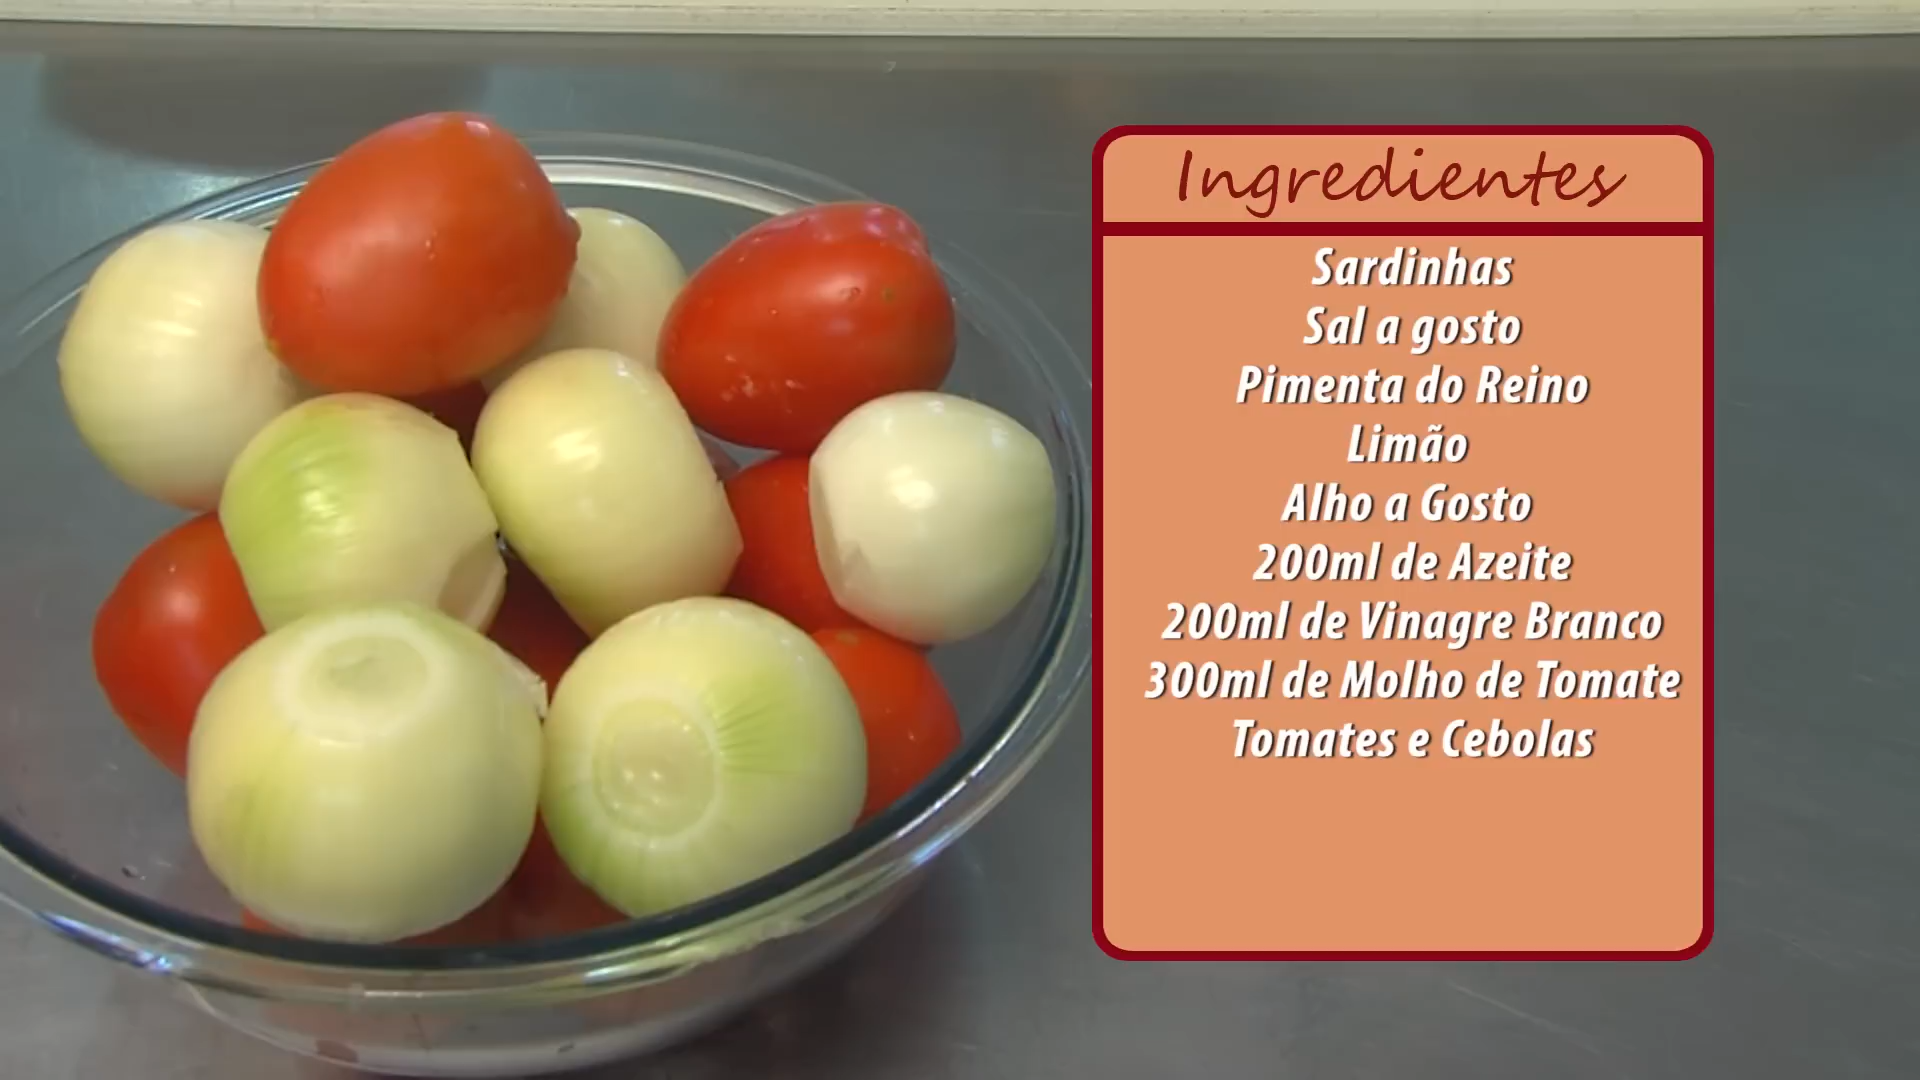 Ingredientes
Sardinhas
Sal a gosto
Pimenta do Reino
Limão
Alho a Gosto
200ml de Azeite
200ml de Vinagre Branco
300ml de Molho de Tomate
Tomates e Cebolas